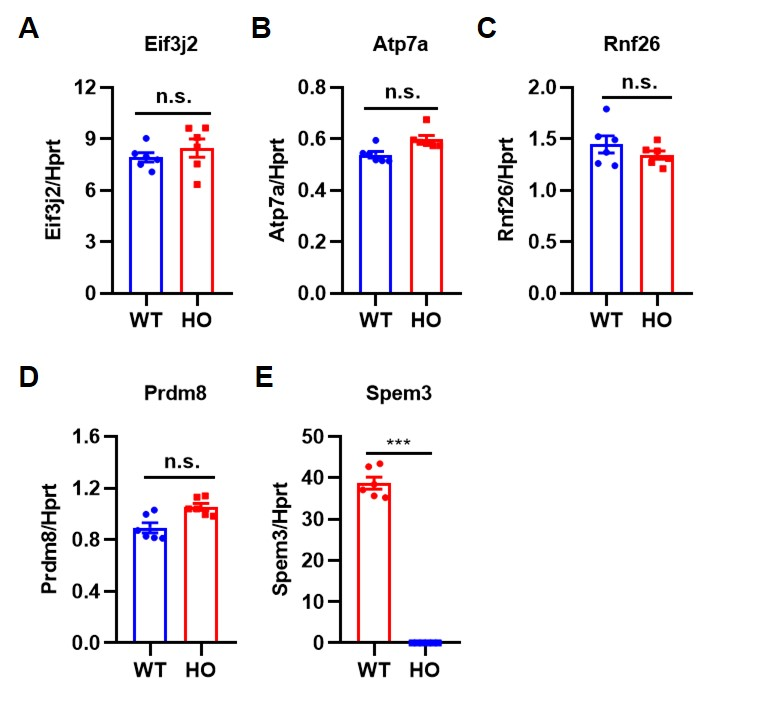 A
Eif3j2
n.s.
Eif3j2/Hprt
12
9
6
3
0
WT HO
B
Atp7a
n.s.
Atp7a/Hprt
0.8
0.6
0.4
0.2
0.0
WT HO
C
Rnf26
n.s.
Rnf26/Hprt
2.0
1.5
1.0
0.5
0.0
WT HO
D
Prdm8
n.s.
Prdm8/Hprt
1.6
1.2
0.8
0.4
0.0
WT HO
E
Spem3
***
Spem3/Hprt
50
40
30
20
10
0
WT HO